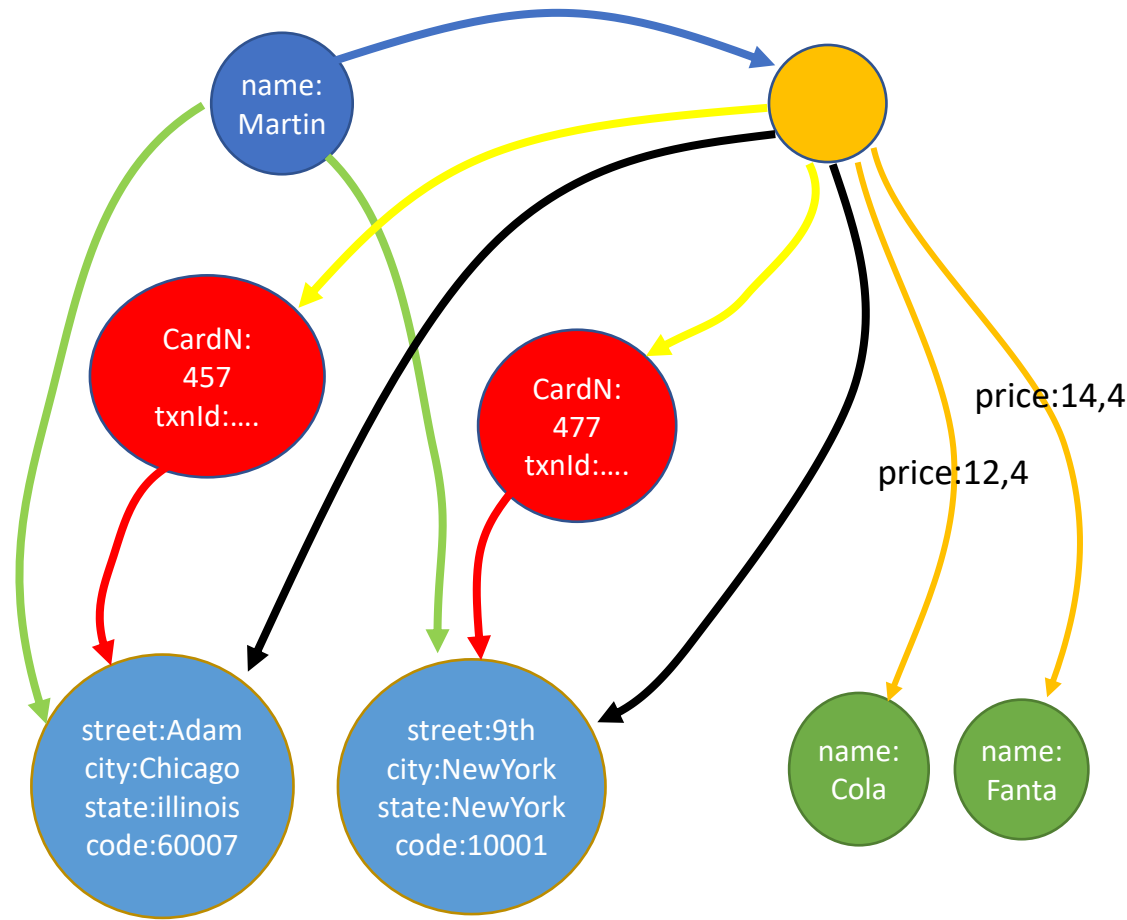 name:
Martin
CardN:
457
txnId:....
CardN:
477
txnId:....
price:14,4
price:12,4
street:Adam
city:Chicago
state:illinois
code:60007
street:9th
city:NewYork
state:NewYork
code:10001
name:
Cola
name:
Fanta